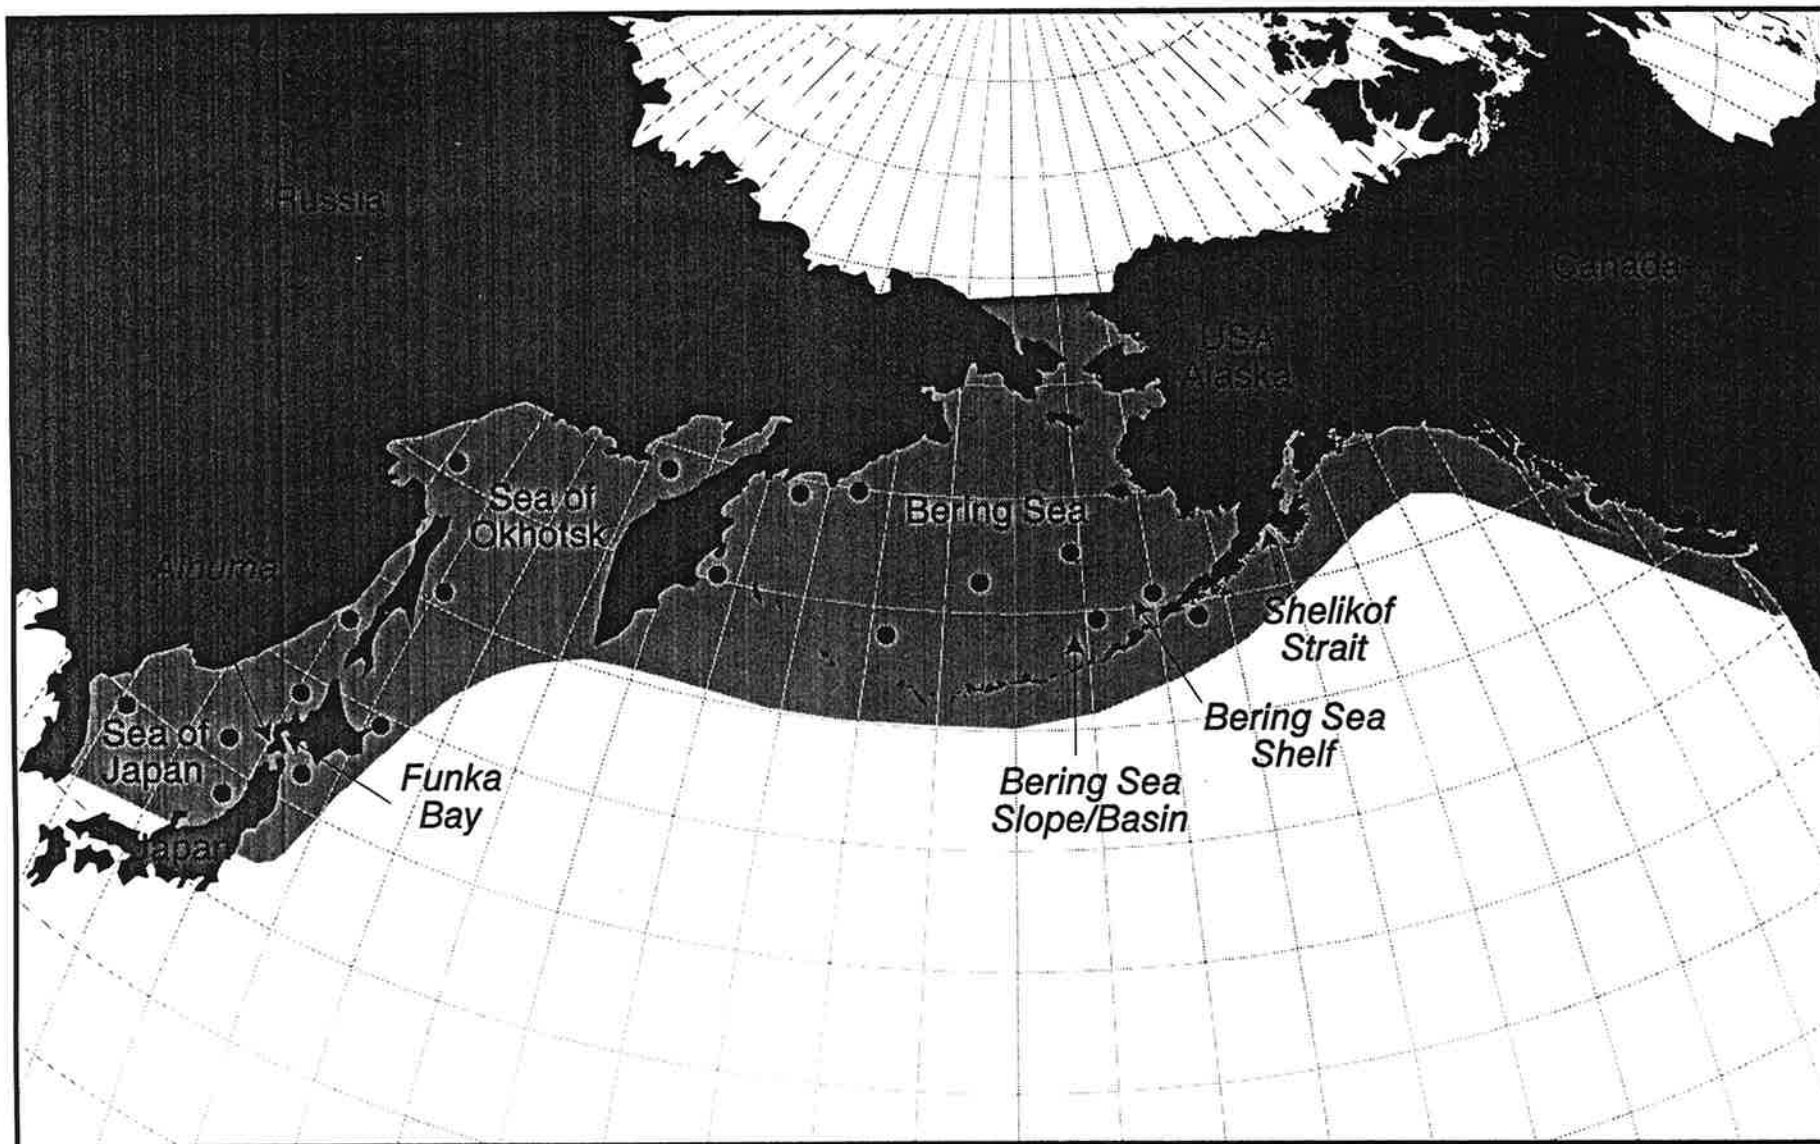 Russia
Canada
USA
Alaska
Sea of
Okhotsk
Bering Sea
Albuma
Shelikof
Strait
Bering Sea
Shelf
Bering Sea
Slope/Basin
Sea of
Japan
Funka
Bay
Japan